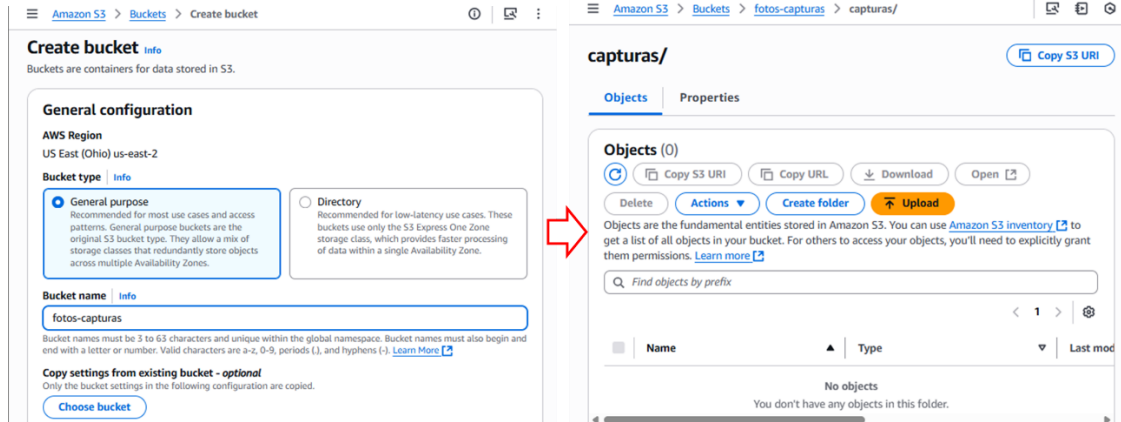 Amazon S3 > Buckets > Create bucket
Create bucket Info
Buckets are containers for data stored in S3.
General configuration
AWS Region
US East (Ohio) us-east-2
Bucket type Info
General purpose
Recommended for most use cases and access
patterns. General purpose buckets are the
original S3 bucket type. They allow a mix of
storage classes that redundantly store objects
across multiple Availability Zones.
Directory
Recommended for low-latency use cases. These
buckets use only the S3 Express One Zone
storage class, which provides faster processing
of data within a single Availability Zone.
Bucket name Info
fotos-capturas
Bucket names must be 3 to 63 characters and unique within the global namespace. Bucket names must also begin and
end with a letter or number. Valid characters are a-z, 0-9, periods (.), and hyphens (-). Learn More
Copy settings from existing bucket - optional
Only the bucket settings in the following configuration are copied.
Choose bucket
Amazon S3 > Buckets > fotos-capturas > capturas/
capturas/
Copy S3 URI
Objects Properties
Objects (0)
Copy S3 URI Copy URL Download Open
Delete Actions Create folder Upload
Objects are the fundamental entities stored in Amazon S3. You can use Amazon S3 inventory to
get a list of all objects in your bucket. For others to access your objects, you'll need to explicitly grant
them permissions. Learn more
Find objects by prefix
< 1 >
Name Type Last mod
No objects
You don't have any objects in this folder.